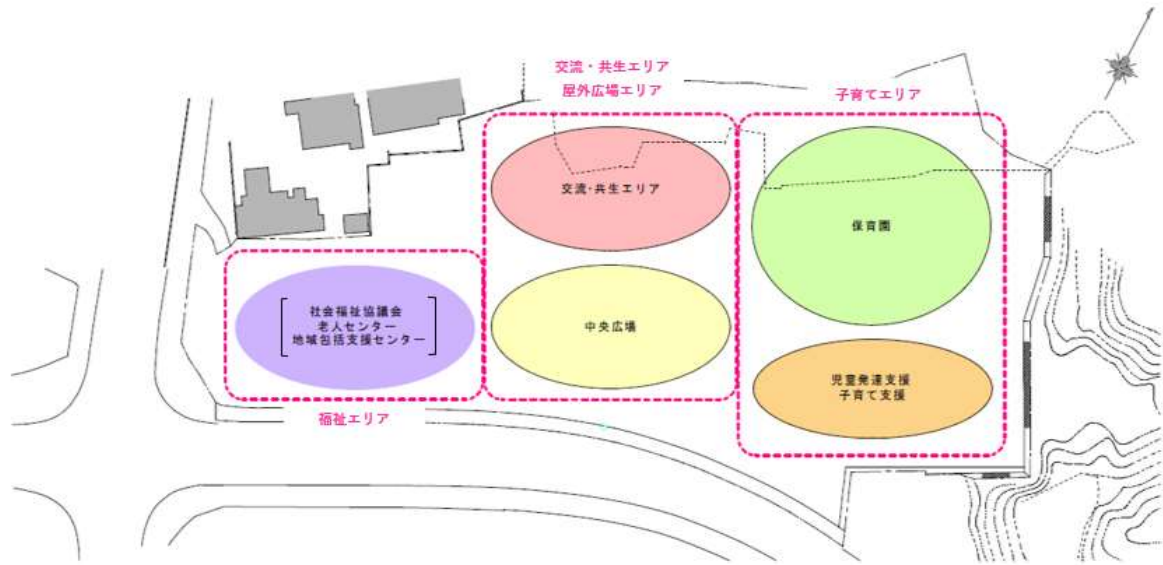 交流・共生エリア
屋外広場エリア
子育てエリア
交流・共生エリア
保育園
社会福祉協議会
老人センター
地域包括支援センター
中央広場
児童発達支援
子育て支援
福祉エリア